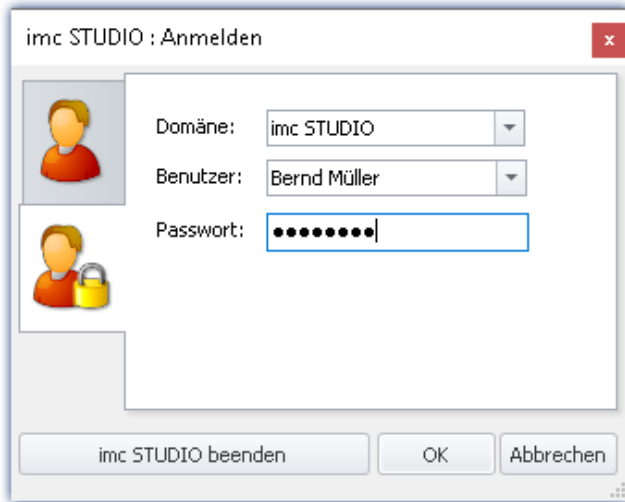 imc STUDIO : Anmelden
x
Domäne: imc STUDIO
Benutzer: Bernd Müller
Passwort: ●●●●●●●●
imc STUDIO beenden OK Abbrechen